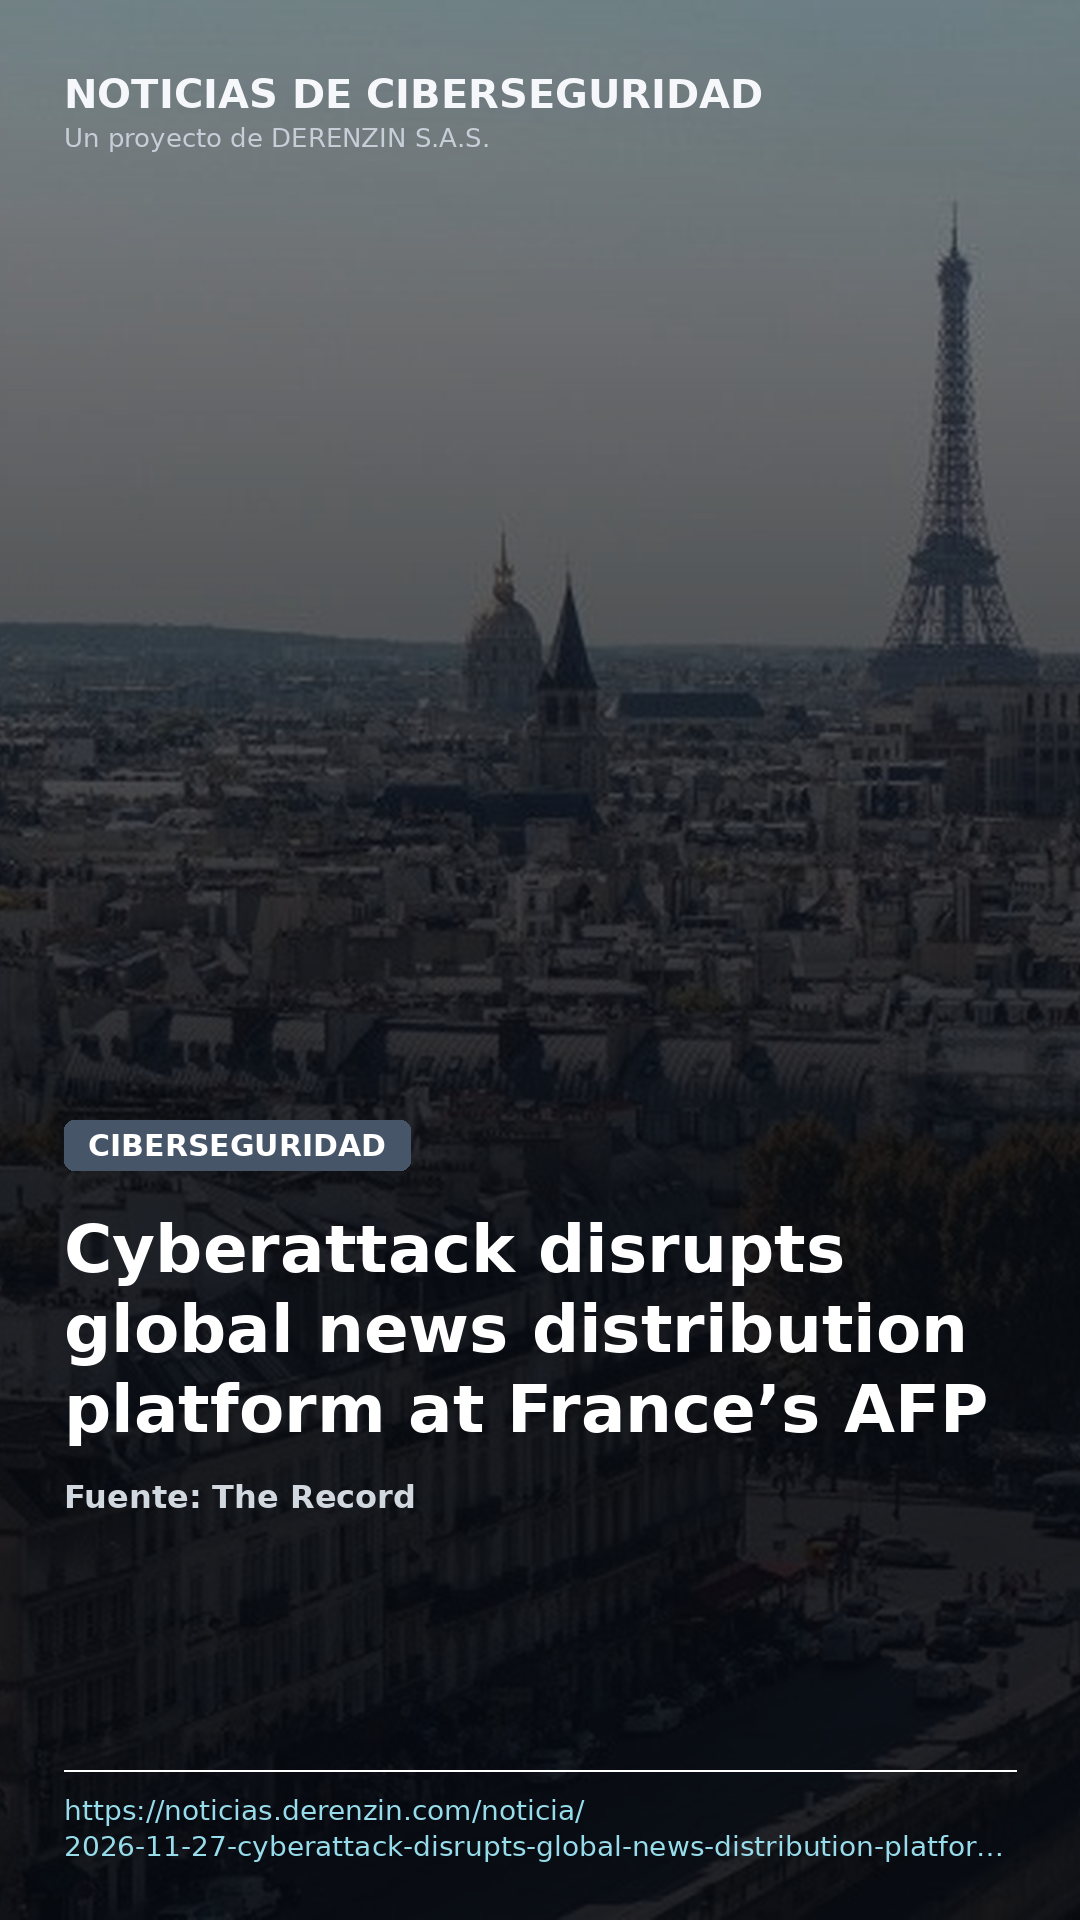 NOTICIAS DE CIBERSEGURIDAD
Un proyecto de DERENZIN S.A.S.
CIBERSEGURIDAD
Cyberattack disrupts
global news distribution
platform at France’s AFP
Fuente: The Record
https://noticias.derenzin.com/noticia/
2026-11-27-cyberattack-disrupts-global-news-distribution-platfor…